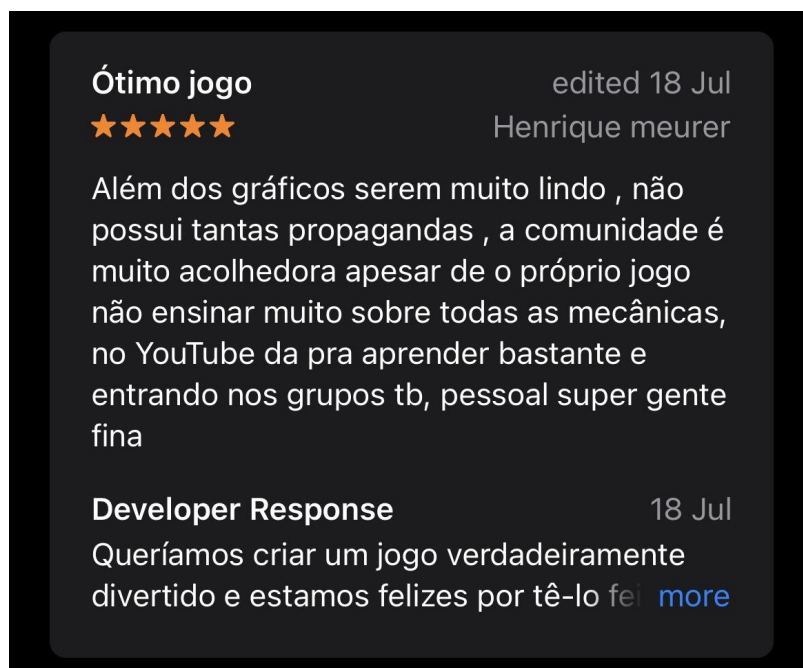 Ótimo jogo
edited 18 Jul
Henrique meurer
Além dos gráficos serem muito lindo , não
possui tantas propagandas , a comunidade é
muito acolhedora apesar de o próprio jogo
não ensinar muito sobre todas as mecânicas,
no YouTube da pra aprender bastante e
entrando nos grupos tb, pessoal super gente
fina
Developer Response
18 Jul
Queríamos criar um jogo verdadeiramente
divertido e estamos felizes por tê-lo fei more